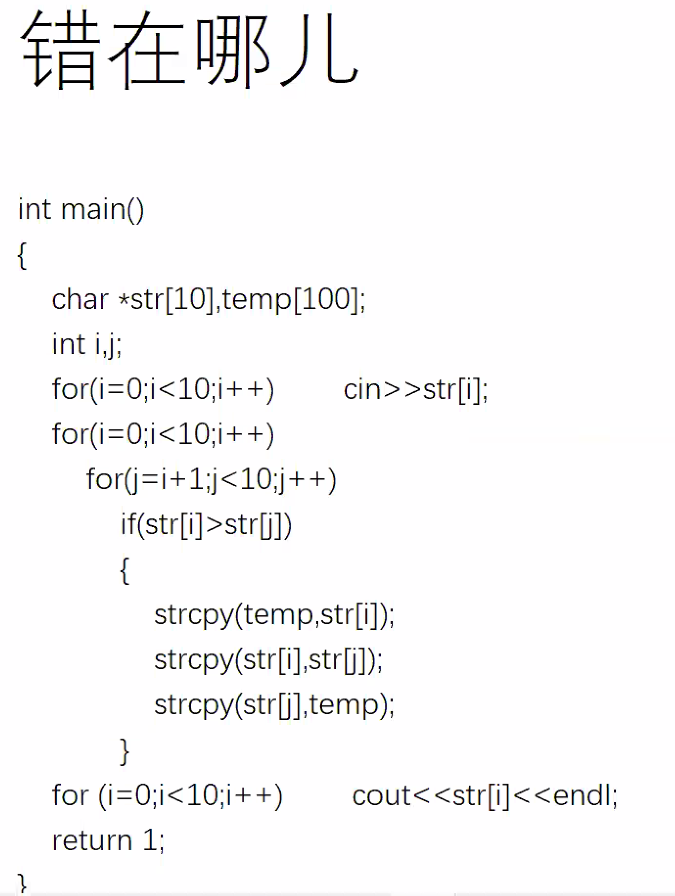 错在哪儿
int main()
{
char *str[10],temp[100];
int i,j;
for(i=0;i<10;i++) cin>>str[i];
for(i=0;i<10;i++)
for(j=i+1;j<10;j++)
if(str[i]>str[j])
{
strcpy(temp,str[i]);
strcpy(str[i],str[j]);
strcpy(str[j],temp);
}
for (i=0;i<10;i++) cout<<str[i]<<endl;
return 1;
}